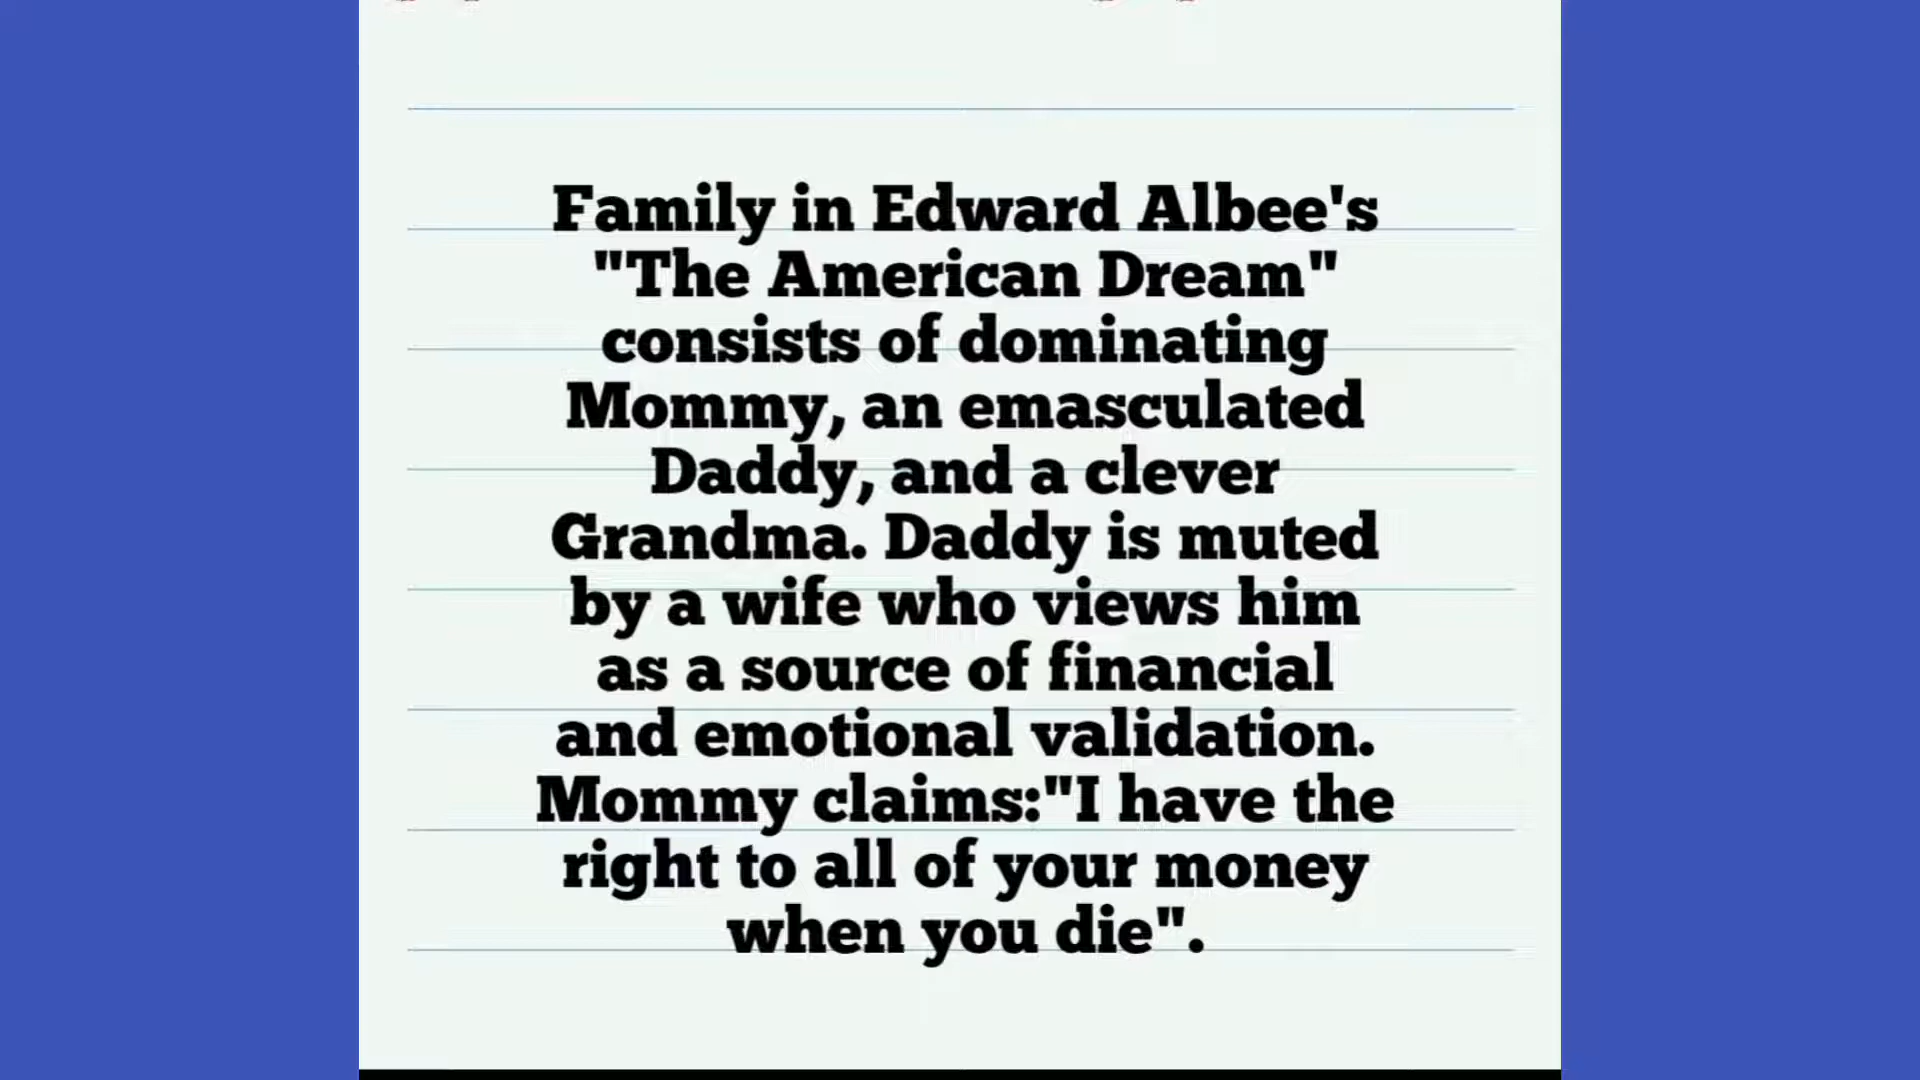 Family in Edward Albee's
"The American Dream"
consists of dominating
Mommy, an emasculated
Daddy, and a clever
Grandma. Daddy is muted
by a wife who views him
as a source of financial
and emotional validation.
Mommy claims:"I have the
right to all of your money
when you die".